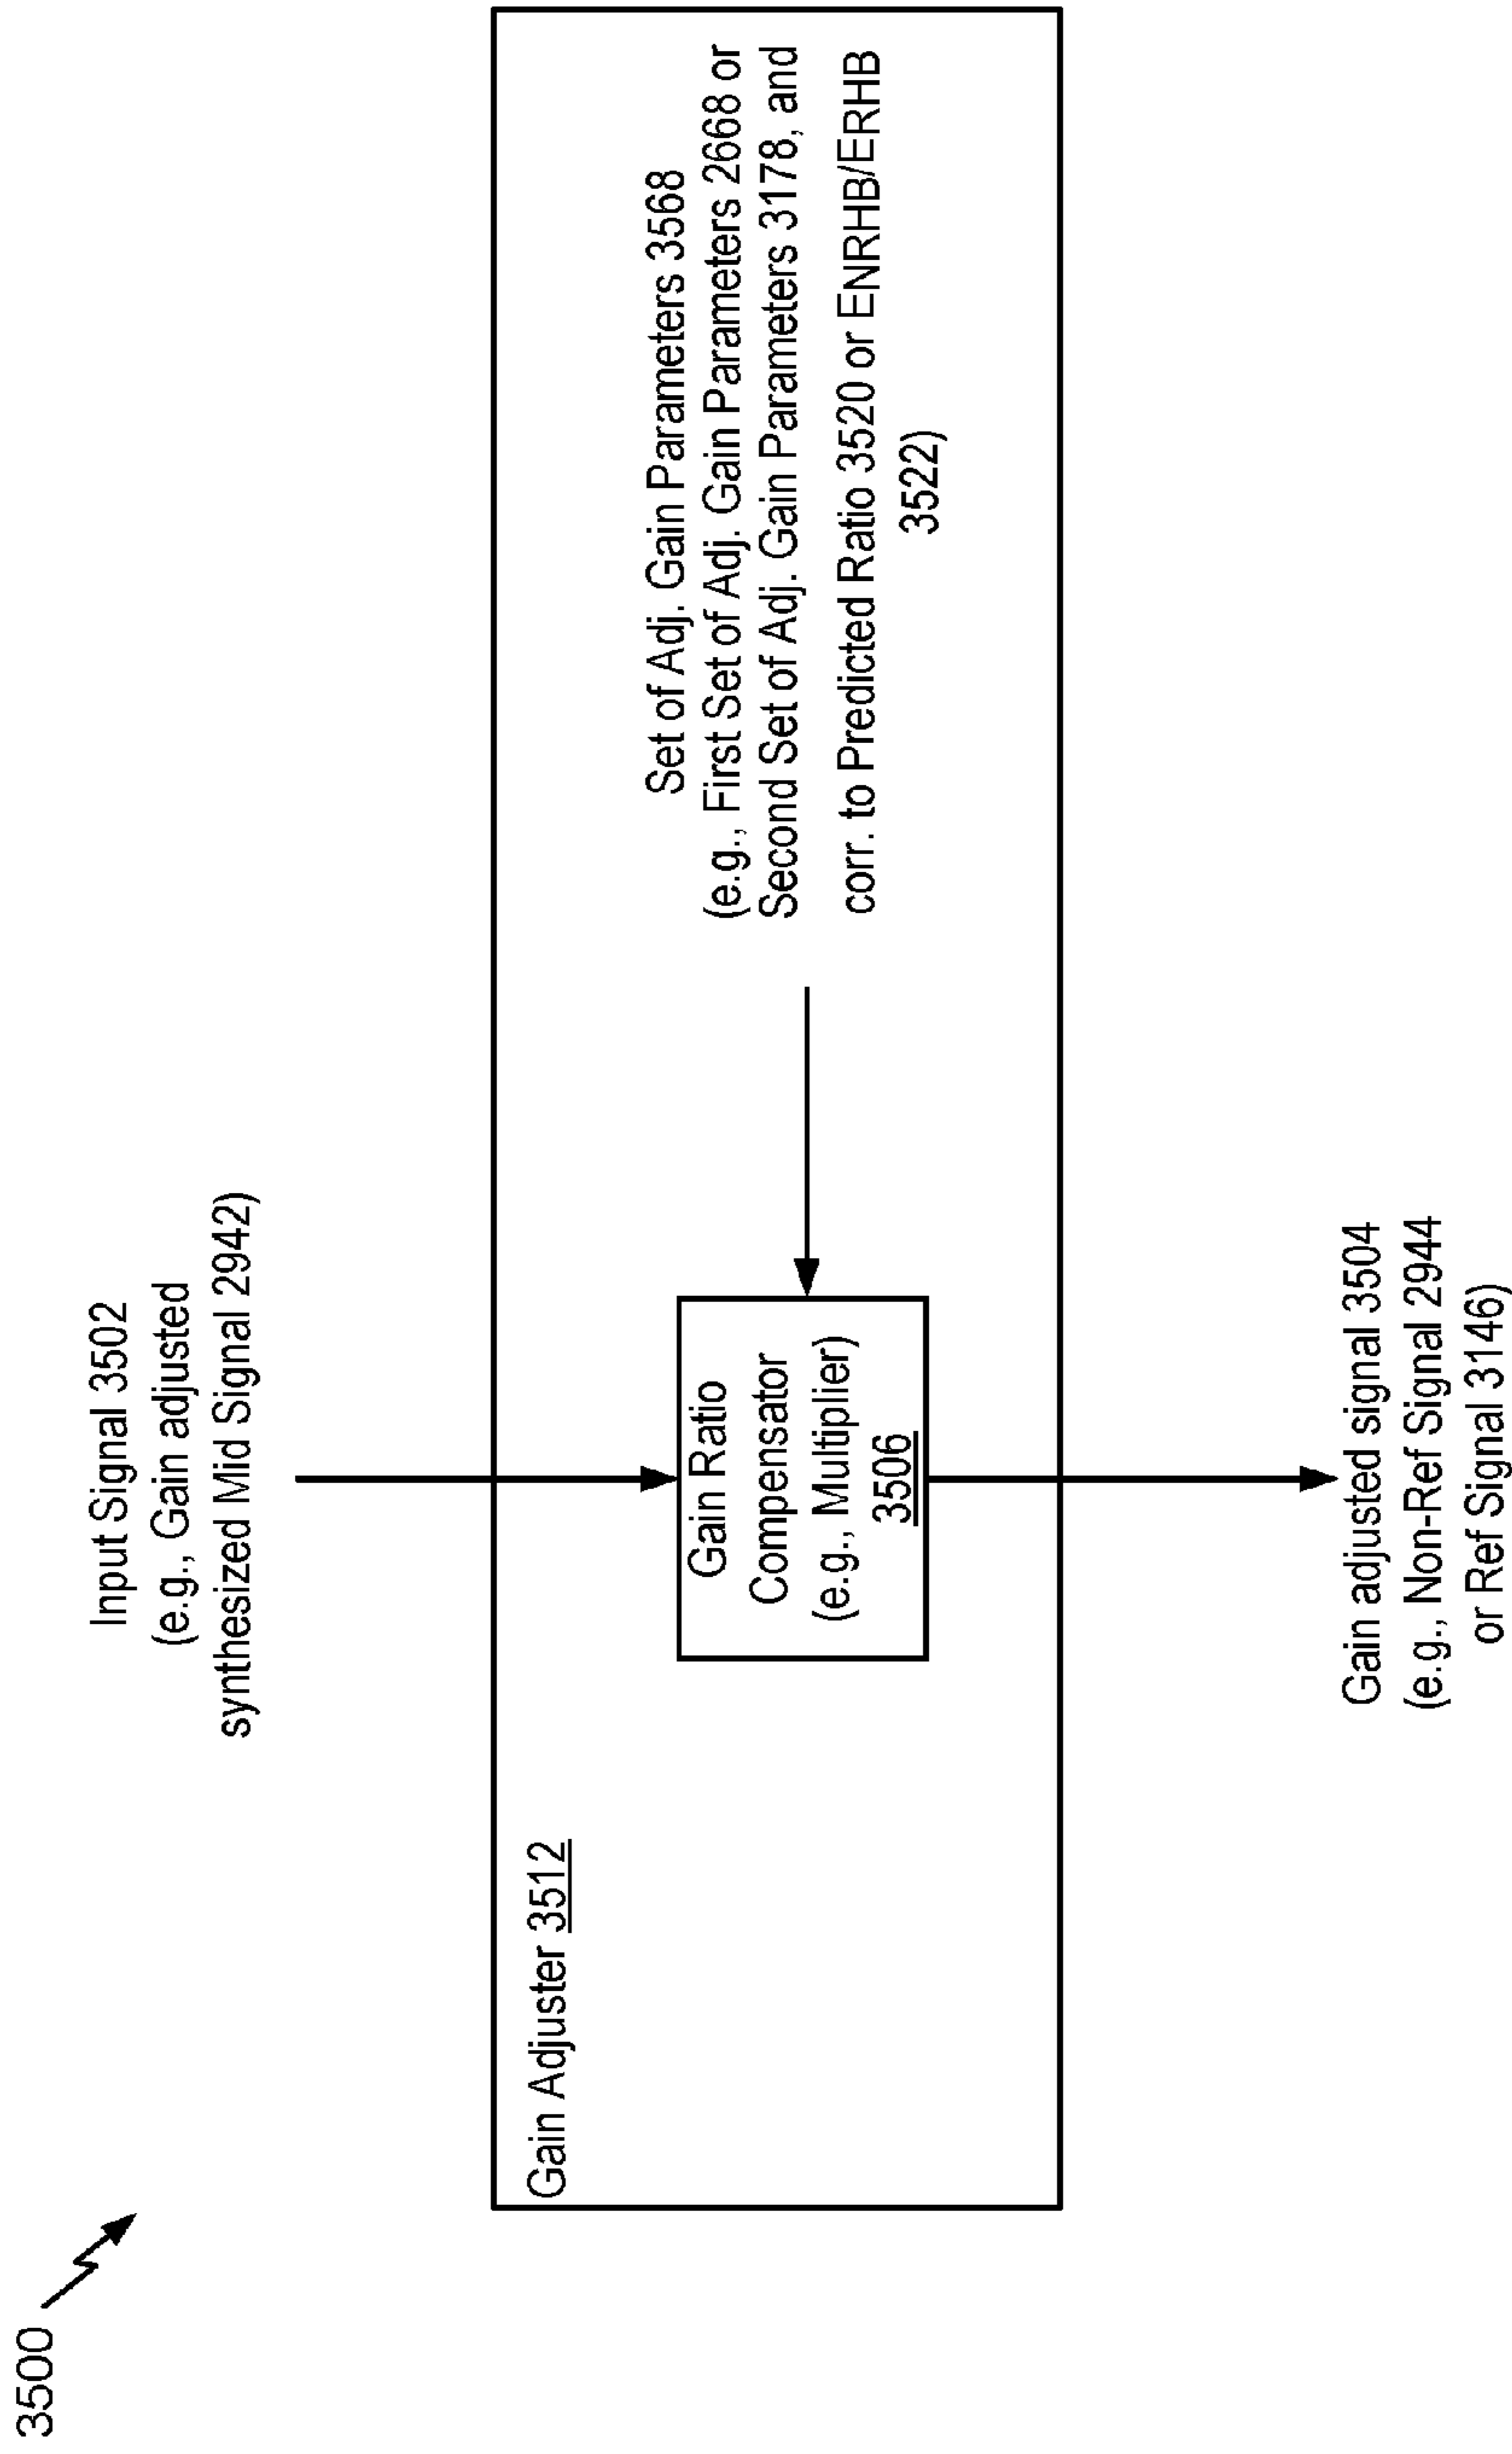 3500
Input Signal 3502
(e.g., Gain adjusted
synthesized Mid Signal 2942)
Gain Adjuster 3512
Set of Adj. Gain Parameters 3568
(e.g., First Set of Adj. Gain Parameters 2668 or
Second Set of Adj. Gain Parameters 3178, and
corr. to Predicted Ratio 3520 or ENRHB/ERHB
3522)
Gain Ratio
Compensator
(e.g., Multiplier)
3506
Gain adjusted signal 3504
(e.g., Non-Ref Signal 2944
or Ref Signal 3146)